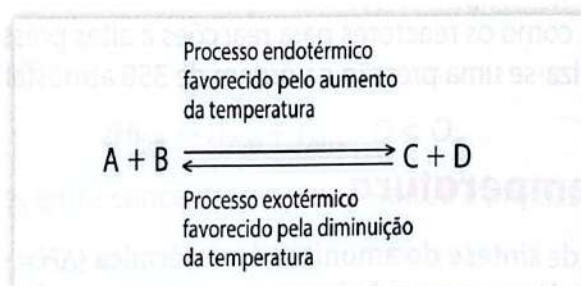 Processo endotérmico
favorecido pelo aumento
da temperatura
A + B ⇌ C + D
Processo exotérmico
favorecido pela diminuição
da temperatura